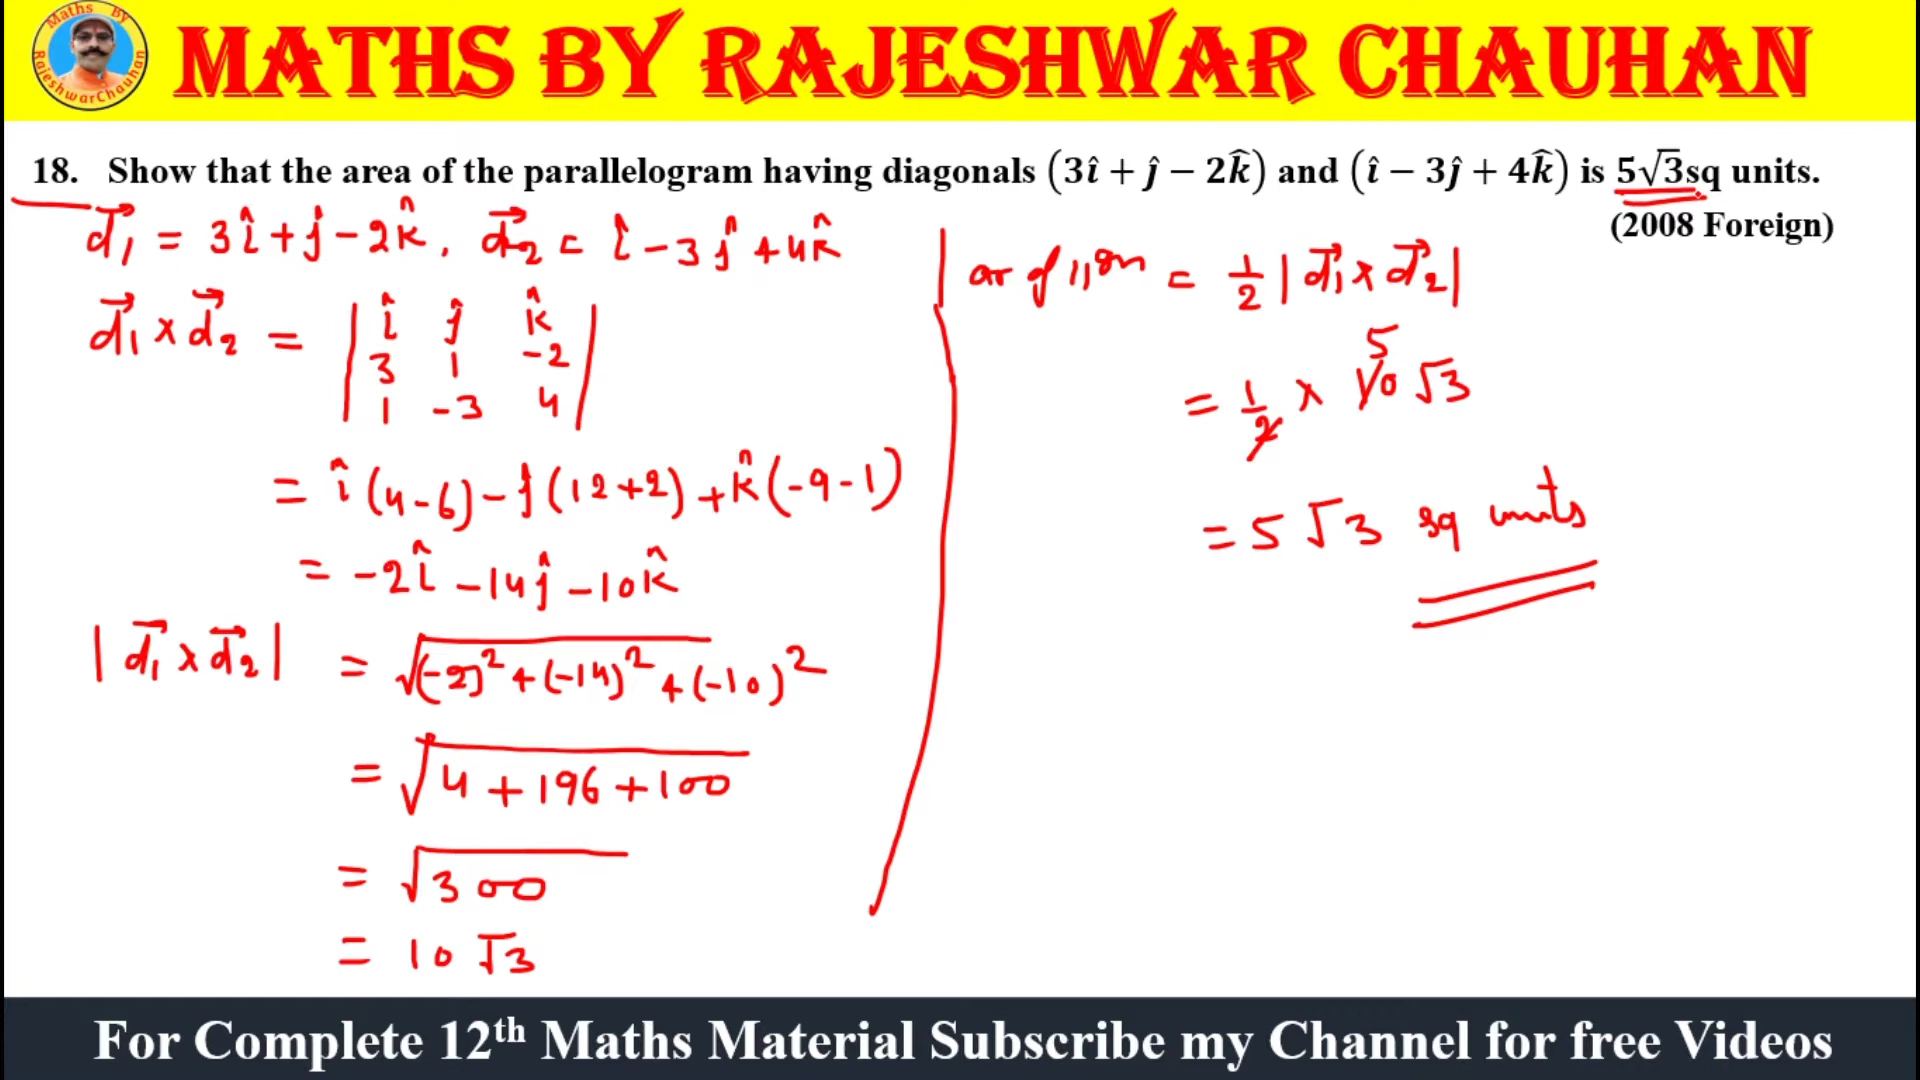 Maths By
RajeshwarChauhan
MATHS BY RAJESHWAR CHAUHAN
18. Show that the area of the parallelogram having diagonals (3î + ĵ − 2k̂) and (î − 3ĵ + 4k̂) is 5√3sq units.
(2008 Foreign)
d⃗₁ = 3î + ĵ − 2k̂, d⃗₂ = î − 3ĵ + 4k̂
d⃗₁ × d⃗₂ = | î ĵ k̂
3 1 -2
1 -3 4 |
= î(4-6) - ĵ(12+2) + k̂(-9-1)
= -2î - 14ĵ - 10k̂
|d⃗₁ × d⃗₂| = √(-2)² + (-14)² + (-10)²
= √4 + 196 + 100
= √300
= 10√3
ar of ||gm = 1/2 |d⃗₁ × d⃗₂|
5
= 1/2 × 10√3
= 5√3 sq units
For Complete 12th Maths Material Subscribe my Channel for free Videos